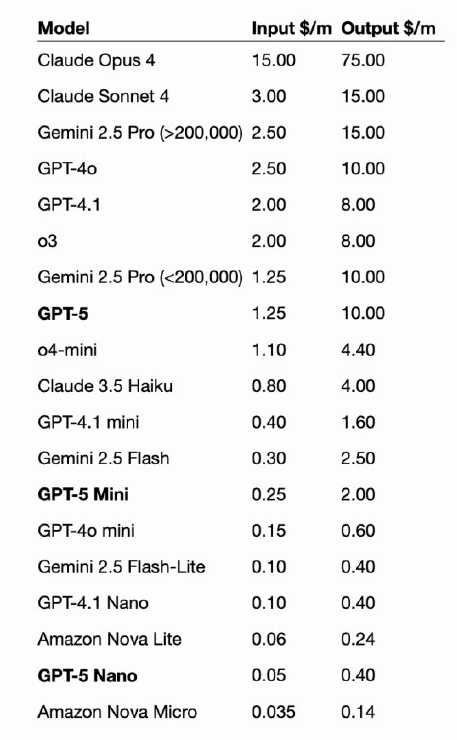 Model Input $/m Output $/m
Claude Opus 4 15.00 75.00
Claude Sonnet 4 3.00 15.00
Gemini 2.5 Pro (>200,000) 2.50 15.00
GPT-4o 2.50 10.00
GPT-4.1 2.00 8.00
o3 2.00 8.00
Gemini 2.5 Pro (<200,000) 1.25 10.00
GPT-5 1.25 10.00
o4-mini 1.10 4.40
Claude 3.5 Haiku 0.80 4.00
GPT-4.1 mini 0.40 1.60
Gemini 2.5 Flash 0.30 2.50
GPT-5 Mini 0.25 2.00
GPT-4o mini 0.15 0.60
Gemini 2.5 Flash-Lite 0.10 0.40
GPT-4.1 Nano 0.10 0.40
Amazon Nova Lite 0.06 0.24
GPT-5 Nano 0.05 0.40
Amazon Nova Micro 0.035 0.14